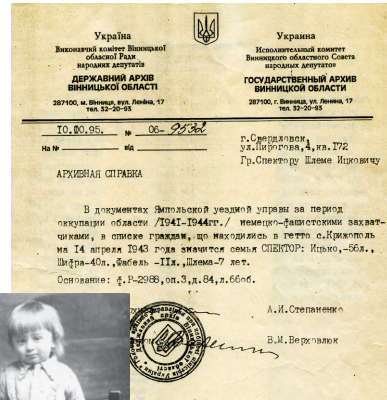 Україна
Виконавчий комітет Вінницької
обласної Ради
народних депутатів
ДЕРЖАВНИЙ АРХІВ
ВІННИЦЬКОЇ ОБЛАСТІ
287100, м. Вінниця, вул. Леніна, 17
тел. 32-20-93
Украина
Исполнительный комитет
Винницкого областного Совета
народных депутатов
ГОСУДАРСТВЕННЫЙ АРХИВ
ВИННИЦКОЙ ОБЛАСТИ
287100, г. Винница, ул. Ленина, 17
тел. 32-20-93
10.10.95. № 06-9532
На № від
г.Свердловск,
ул.Пирогова,4,кв.172
Гр.Спектору Шлеме Ицковичу
АРХИВНАЯ СПРАВКА
В документах Ямпольской уездной управы за период
оккупации области /1941-1944гг./ немецко-фашистскими захват-
чиками, в списке граждан, що находились в гетто с.Крижополь
на 14 апреля 1943 года значится семья СПЕКТОР: Ицько,-56л.,
Шифра-40л.,Фабель -11л.,Шлема-7 лет.
Основание: ф.Р-2988,оп.3,д.84,л.66об.
А.И.Степаненко
В.И.Верховлюк